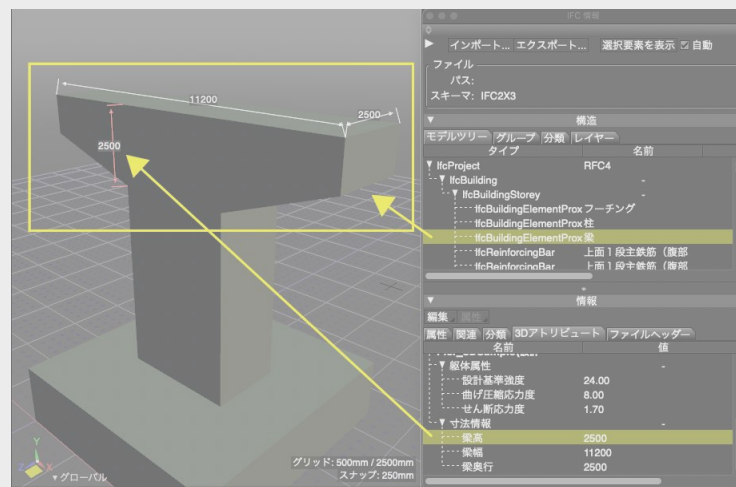 11200
2500
2500
グリッド: 500mm / 2500mm
スナップ: 250mm
Y
Z
X
▼グローバル
IFC 情報
インポート... エクスポート... 選択要素を表示 自動
ファイル
パス:
スキーマ: IFC2X3
構造
モデルツリー グループ 分類 レイヤー
タイプ 名前
IfcProject RFC4
IfcBuilding -
IfcBuildingStorey -
IfcBuildingElementProx フーチング
IfcBuildingElementProx 柱
IfcBuildingElementProx 梁
IfcReinforcingBar 上面1段主鉄筋（腹部
IfcReinforcingBar 上面1段主鉄筋（腹部
情報
編集 属性
属性 関連 分類 3Dアトリビュート ファイルヘッダー
名前 値
躯体属性 -
設計基準強度 24.00
曲げ圧縮応力度 8.00
せん断応力度 1.70
寸法情報 -
梁高 2500
梁幅 11200
梁奥行 2500